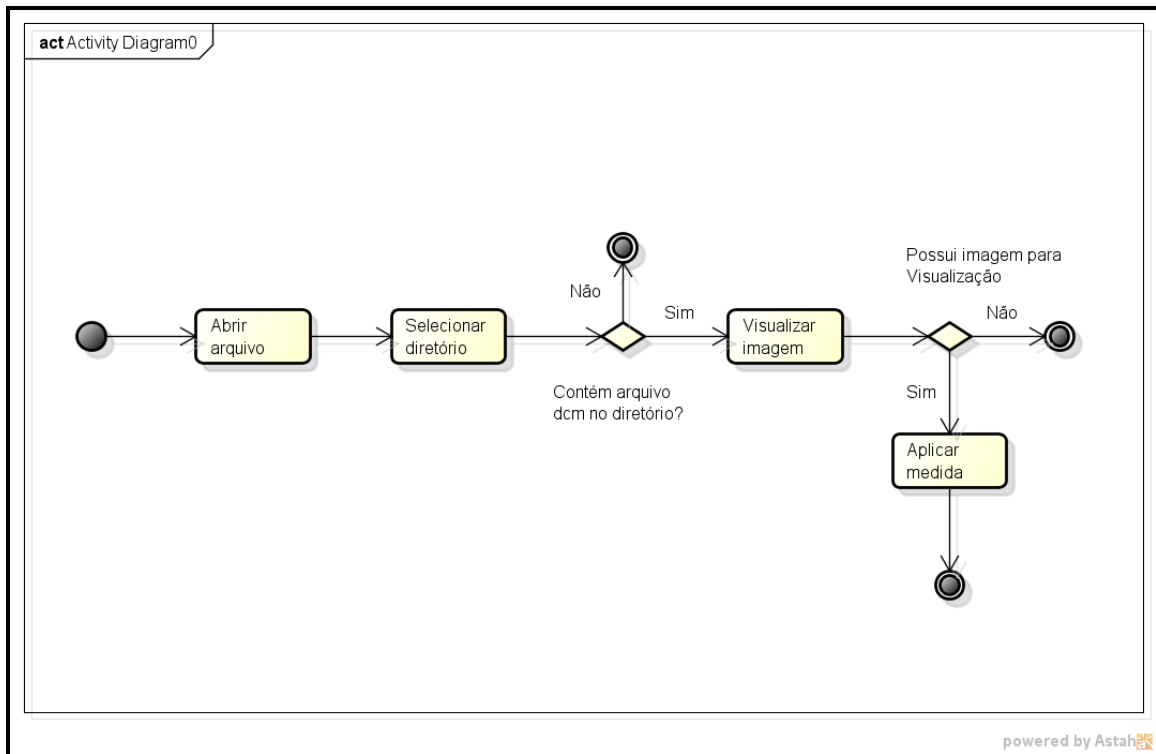 act Activity Diagram0
Possui imagem para
Visualização
Não
Sim
Não
Abrir
arquivo
Selecionar
diretório
Visualizar
imagem
Contém arquivo
dcm no diretório?
Sim
Aplicar
medida
powered by Astah